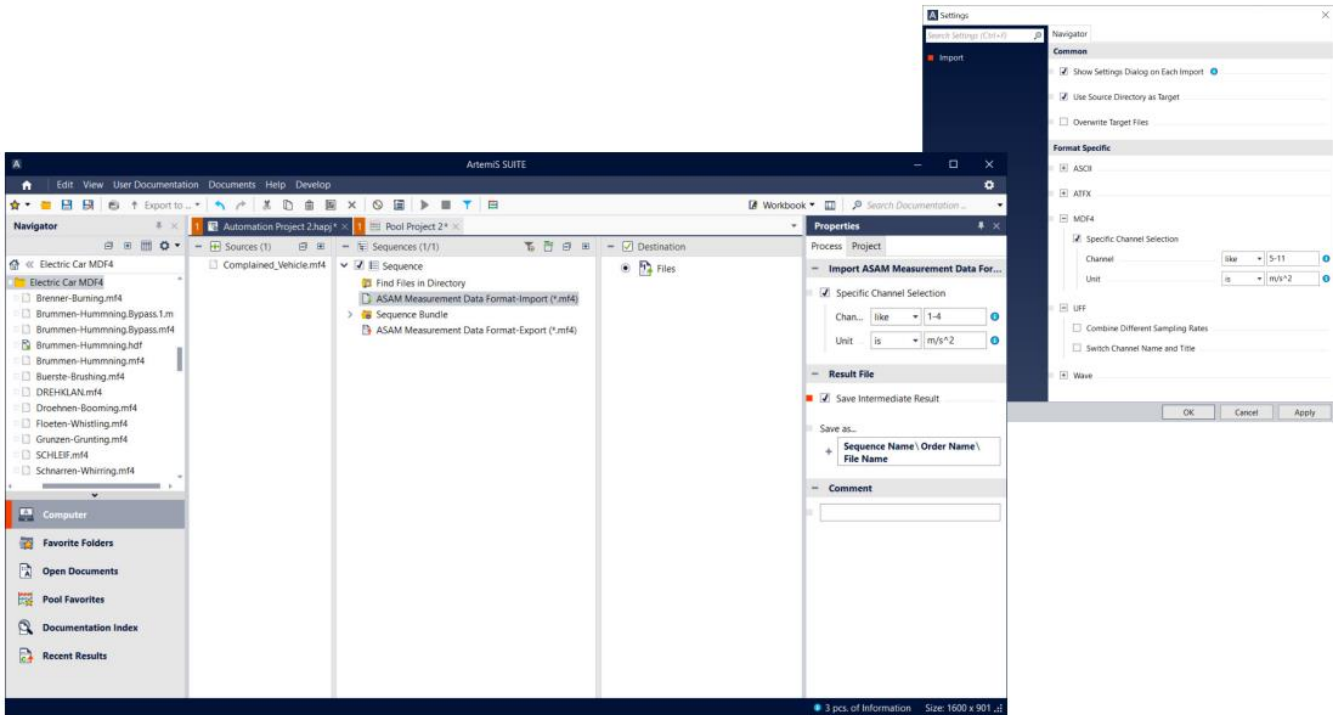 Settings
Search Settings (Ctrl+F)
Import
Navigator
Common
Show Settings Dialog on Each Import
Use Source Directory as Target
Overwrite Target Files
Format Specific
ASCII
ATFX
MDF4
Specific Channel Selection
Channel like 5-11
Unit is m/s^2
UFF
Combine Different Sampling Rates
Switch Channel Name and Title
Wave
OK Cancel Apply
ArtemiS SUITE
Edit View User Documentation Documents Help Develop
Export to ...
Workbook
Search Documentation ...
Navigator
Electric Car MDF4
Electric Car MDF4
Brenner-Burning.mf4
Brummen-Hummning.Bypass.1.m
Brummen-Hummning.Bypass.mf4
Brummen-Hummning.hdf
Brummen-Hummning.mf4
Buerste-Brushing.mf4
DREHKLAN.mf4
Droehnen-Booming.mf4
Floeten-Whistling.mf4
Grunzen-Grunting.mf4
SCHLEIF.mf4
Schnarren-Whirring.mf4
Computer
Favorite Folders
Open Documents
Pool Favorites
Documentation Index
Recent Results
1 Automation Project 2.hapj*
1 Pool Project 2*
Sources (1)
Complained_Vehicle.mf4
Sequences (1/1)
Sequence
Find Files in Directory
ASAM Measurement Data Format-Import (*.mf4)
Sequence Bundle
ASAM Measurement Data Format-Export (*.mf4)
Destination
Files
Properties
Process Project
Import ASAM Measurement Data For...
Specific Channel Selection
Chan... like 1-4
Unit is m/s^2
Result File
Save Intermediate Result
Save as...
Sequence Name\Order Name\
File Name
Comment
3 pcs. of Information Size: 1600 x 901